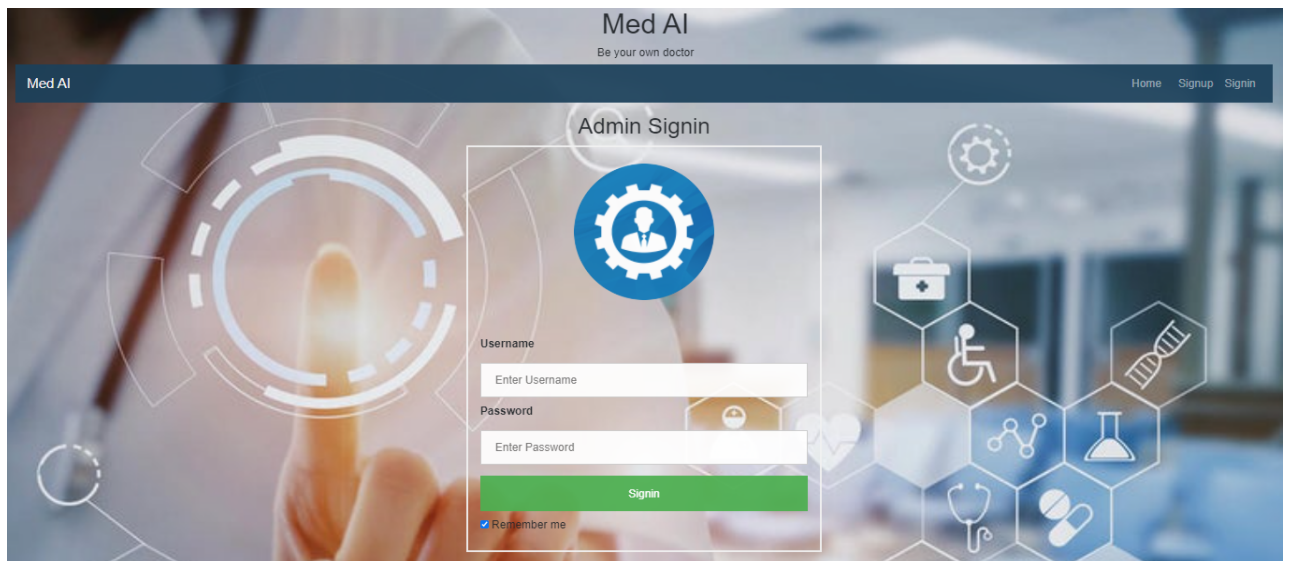 Med AI
Be your own doctor
Med AI Home Signup Signin
Admin Signin
Username
Enter Username
Password
Enter Password
Signin
Remember me